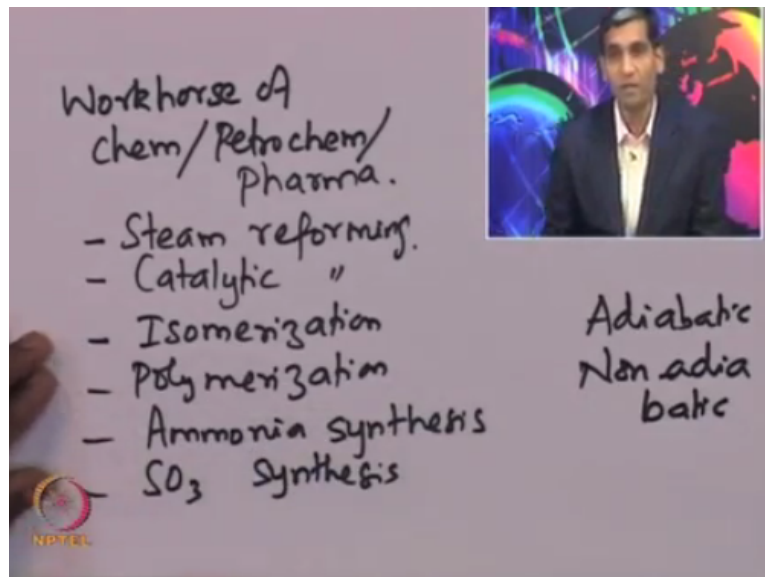 Workhorse of
Chem/Petrochem/
Pharma.
- Steam reforming.
- Catalytic "
- Isomerization
- Polymerization
- Ammonia synthesis
- SO3 synthesis
Adiabatic
Non adia
batic
NPTEL